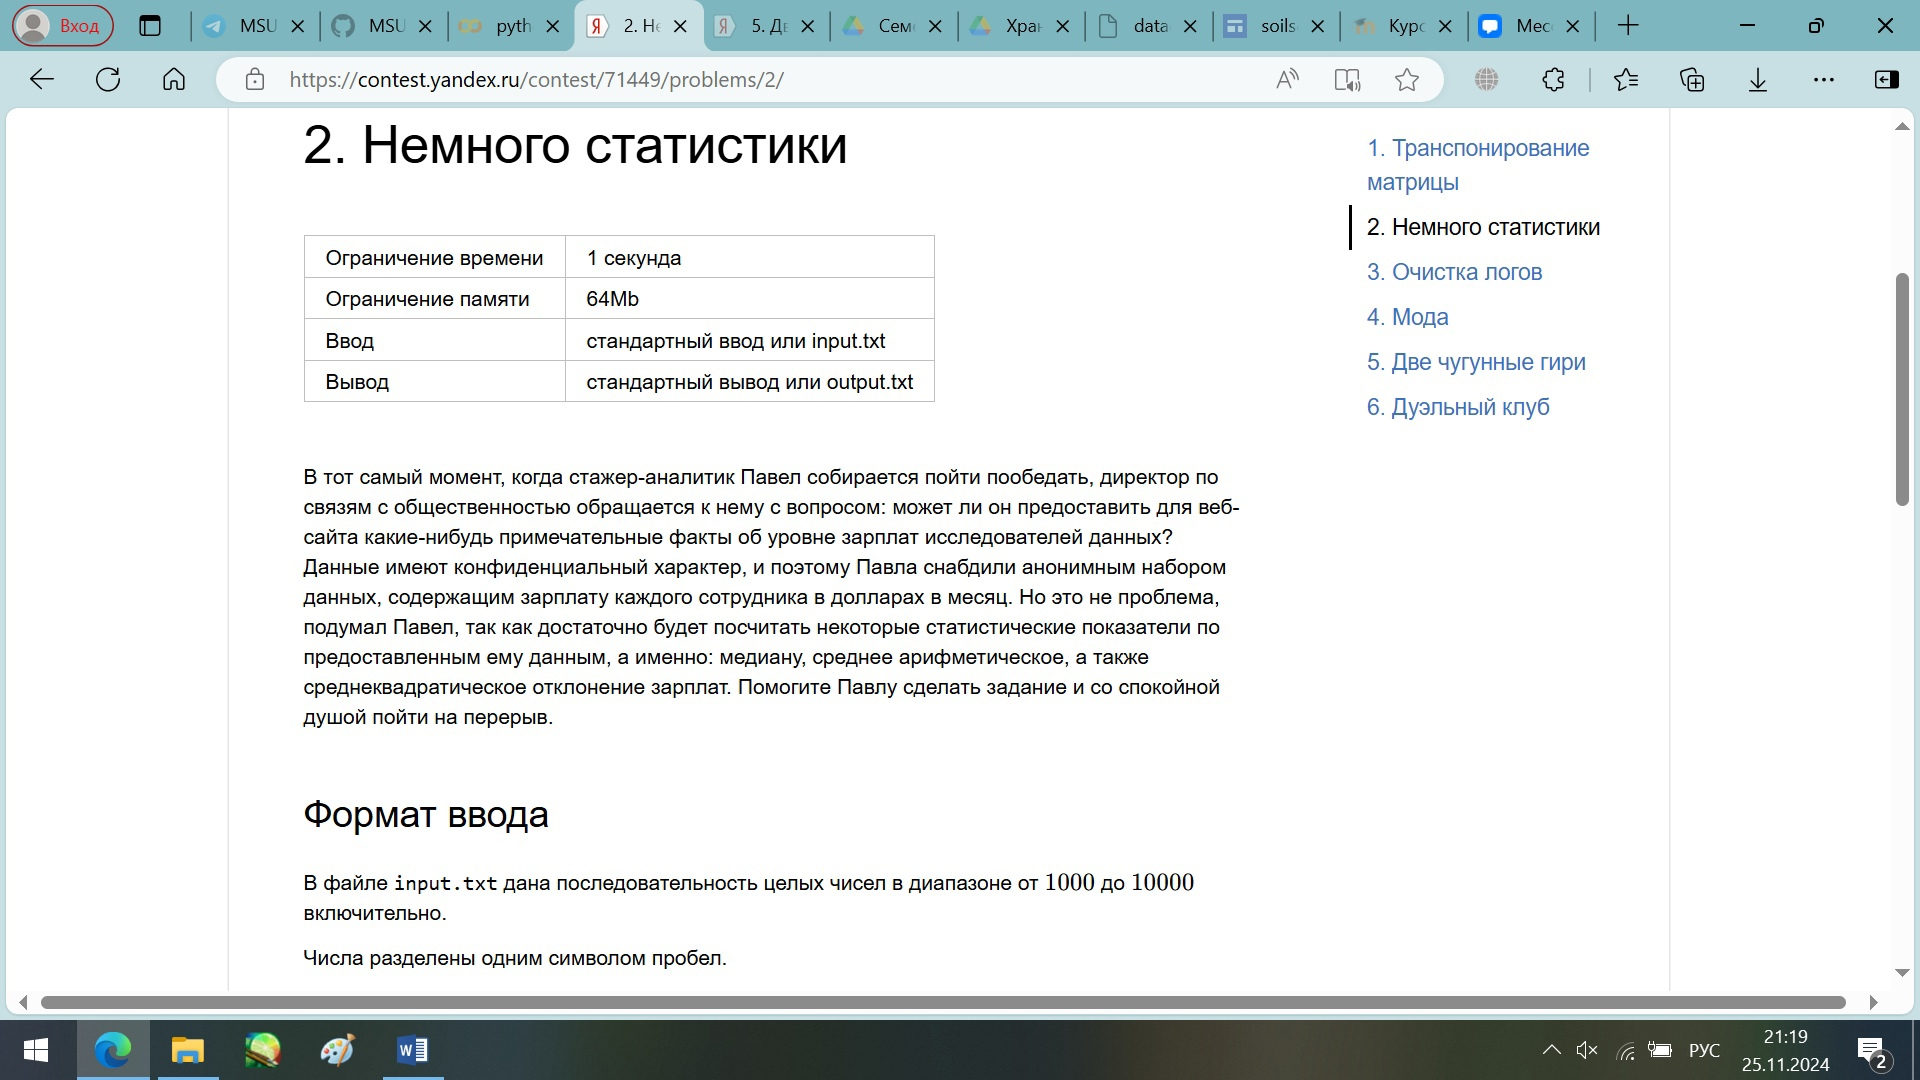 Вход
MSU
MSU
pyth
2. Не
5. Дв
Сем
Хран
data
soils
Курс
Месс
https://contest.yandex.ru/contest/71449/problems/2/
2. Немного статистики
Ограничение времени 1 секунда
Ограничение памяти 64Mb
Ввод стандартный ввод или input.txt
Вывод стандартный вывод или output.txt
В тот самый момент, когда стажер-аналитик Павел собирается пойти пообедать, директор по
связям с общественностью обращается к нему с вопросом: может ли он предоставить для веб-
сайта какие-нибудь примечательные факты об уровне зарплат исследователей данных?
Данные имеют конфиденциальный характер, и поэтому Павла снабдили анонимным набором
данных, содержащим зарплату каждого сотрудника в долларах в месяц. Но это не проблема,
подумал Павел, так как достаточно будет посчитать некоторые статистические показатели по
предоставленным ему данным, а именно: медиану, среднее арифметическое, а также
среднеквадратическое отклонение зарплат. Помогите Павлу сделать задание и со спокойной
душой пойти на перерыв.
Формат ввода
В файле input.txt дана последовательность целых чисел в диапазоне от 1000 до 10000
включительно.
Числа разделены одним символом пробел.
1. Транспонирование
матрицы
2. Немного статистики
3. Очистка логов
4. Мода
5. Две чугунные гири
6. Дуэльный клуб
РУС
21:19
25.11.2024
2